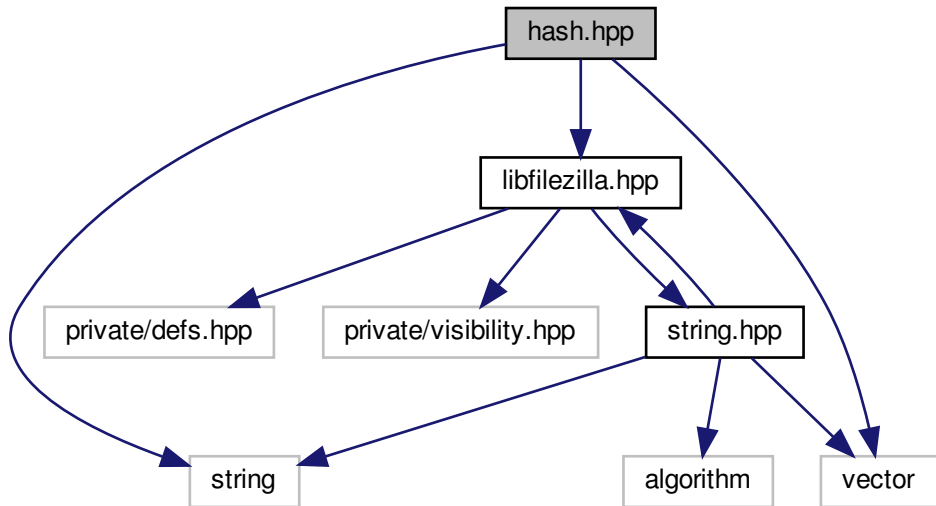 hash.hpp
libfilezilla.hpp
private/defs.hpp
private/visibility.hpp
string.hpp
string
algorithm
vector